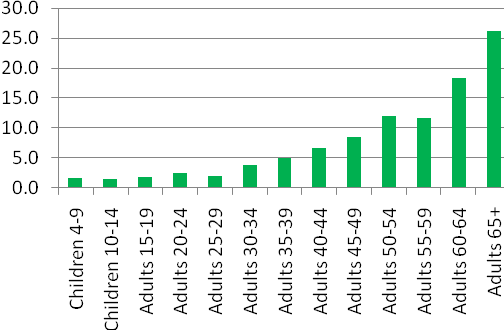 30.0
25.0
20.0
15.0
10.0
5.0
0.0
Children 4-9
Children 10-14
Adults 15-19
Adults 20-24
Adults 25-29
Adults 30-34
Adults 35-39
Adults 40-44
Adults 45-49
Adults 50-54
Adults 55-59
Adults 60-64
Adults 65+